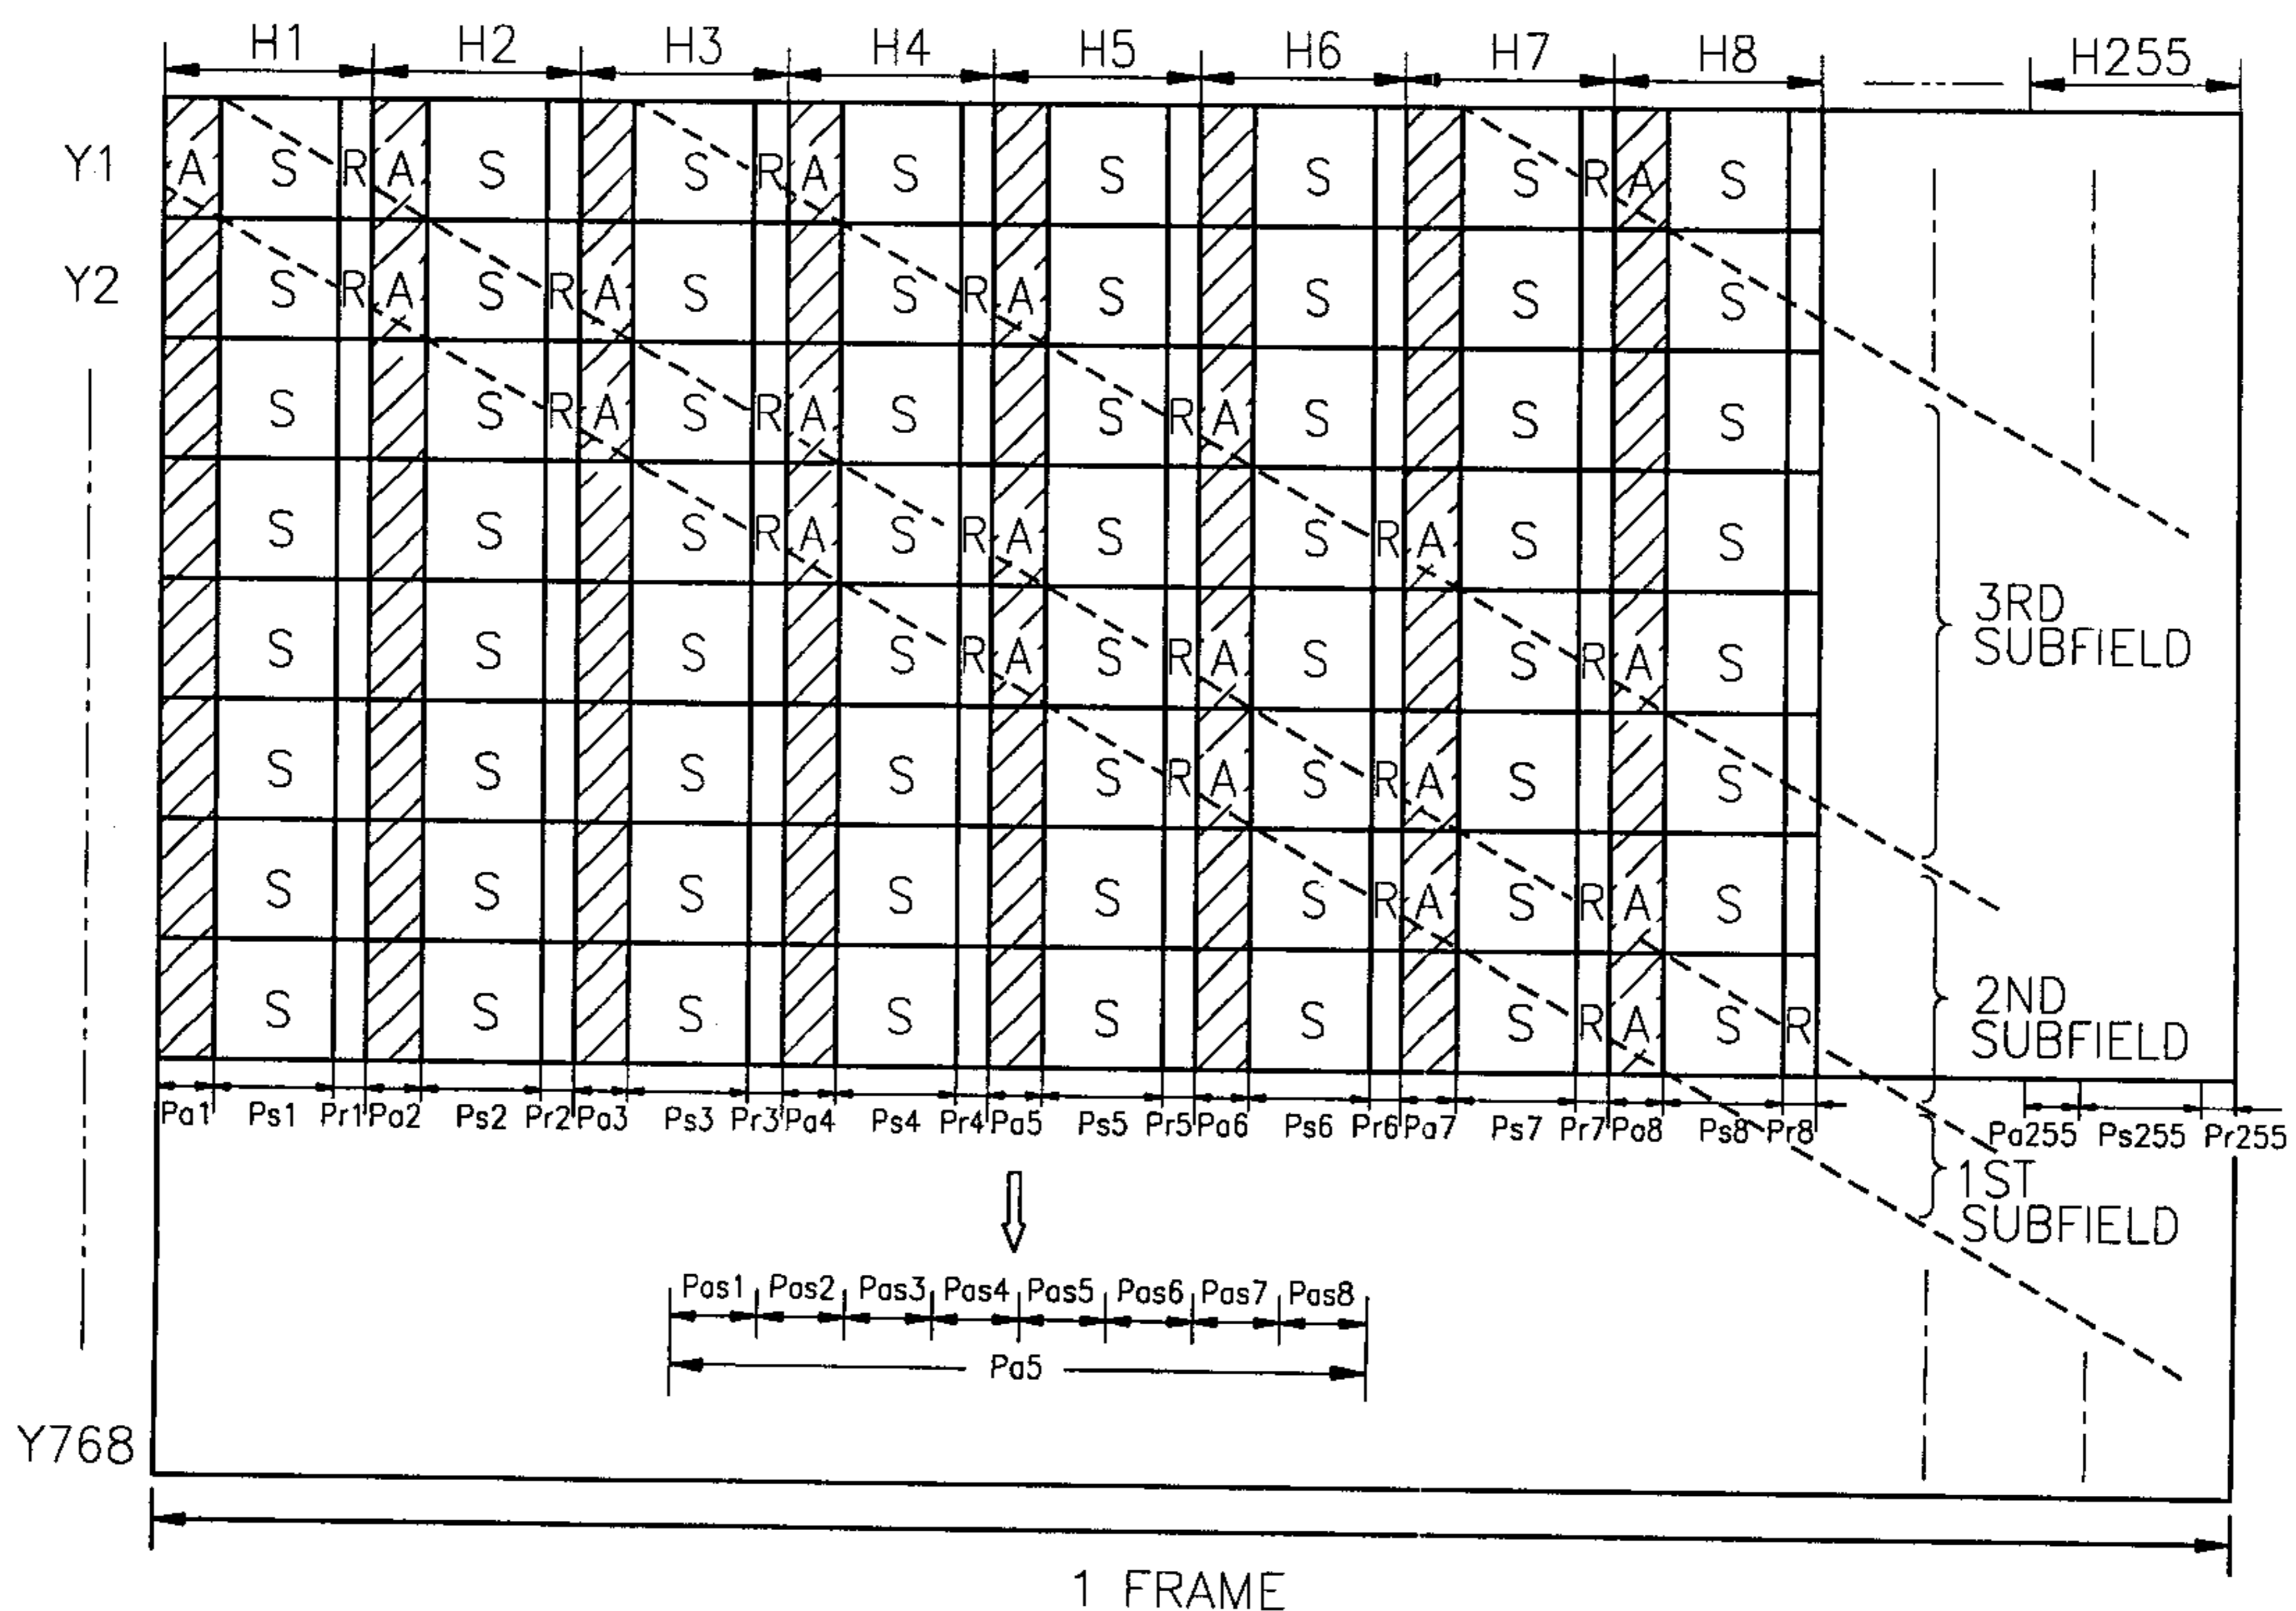 H1 H2 H3 H4 H5 H6 H7 H8 H255
Y1 A S R A S S R A S S S S R A S
Y2 S R A S R A S S R A S S S S
S S R A S R A S S R A S S S
S S S R A S R A S S R A S S
3RD
SUBFIELD
S S S S R A S R A S S R A S
S S S S S R A S R A S S
S S S S S S R A S R A S
S S S S S S S R A S R
2ND
SUBFIELD
Pa1 Ps1 Pr1 Pa2 Ps2 Pr2 Pa3 Ps3 Pr3 Pa4 Ps4 Pr4 Pa5 Ps5 Pr5 Pa6 Ps6 Pr6 Pa7 Ps7 Pr7 Pa8 Ps8 Pr8 Pa255 Ps255 Pr255
1ST
SUBFIELD
Pas1 Pas2 Pas3 Pas4 Pas5 Pas6 Pas7 Pas8
Pa5
Y768
1 FRAME